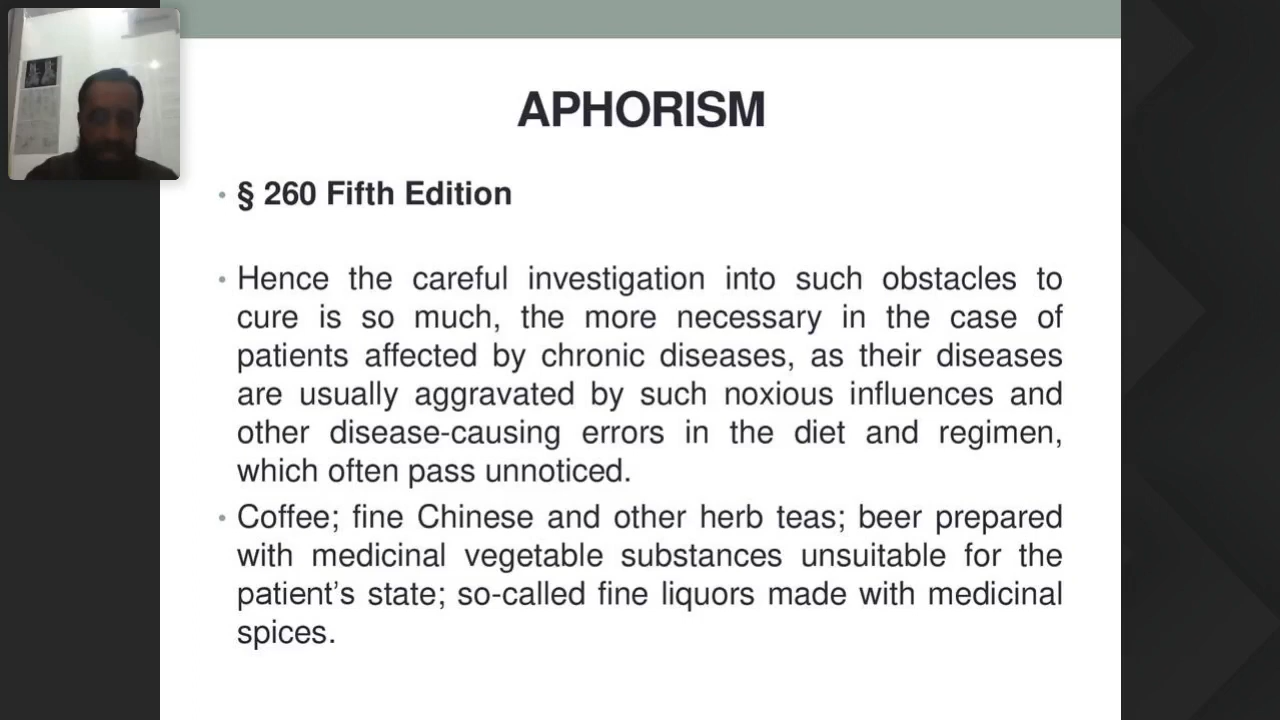 APHORISM
• § 260 Fifth Edition
• Hence the careful investigation into such obstacles to
cure is so much, the more necessary in the case of
patients affected by chronic diseases, as their diseases
are usually aggravated by such noxious influences and
other disease-causing errors in the diet and regimen,
which often pass unnoticed.
• Coffee; fine Chinese and other herb teas; beer prepared
with medicinal vegetable substances unsuitable for the
patient’s state; so-called fine liquors made with medicinal
spices.